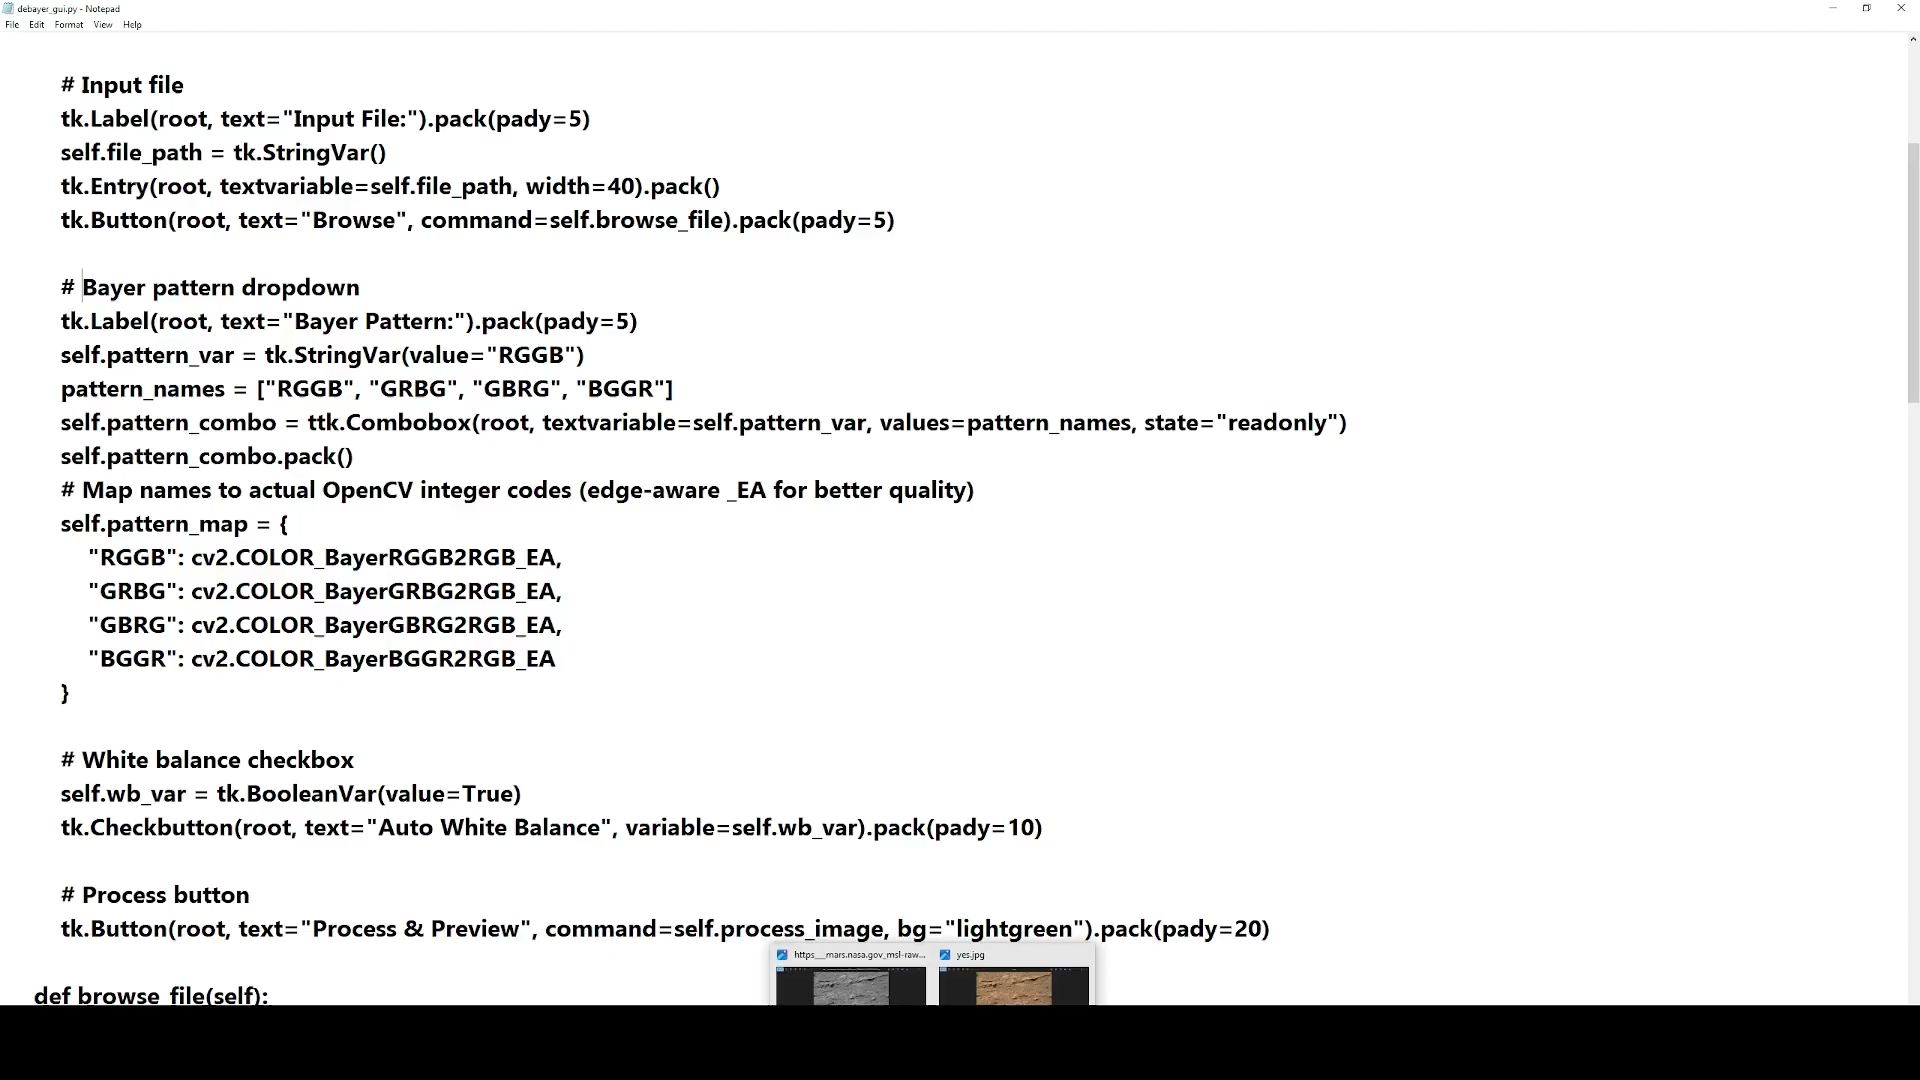 debayer_gui.py - Notepad
File Edit Format View Help
# Input file
tk.Label(root, text="Input File:").pack(pady=5)
self.file_path = tk.StringVar()
tk.Entry(root, textvariable=self.file_path, width=40).pack()
tk.Button(root, text="Browse", command=self.browse_file).pack(pady=5)
# Bayer pattern dropdown
tk.Label(root, text="Bayer Pattern:").pack(pady=5)
self.pattern_var = tk.StringVar(value="RGGB")
pattern_names = ["RGGB", "GRBG", "GBRG", "BGGR"]
self.pattern_combo = ttk.Combobox(root, textvariable=self.pattern_var, values=pattern_names, state="readonly")
self.pattern_combo.pack()
# Map names to actual OpenCV integer codes (edge-aware _EA for better quality)
self.pattern_map = {
"RGGB": cv2.COLOR_BayerRGGB2RGB_EA,
"GRBG": cv2.COLOR_BayerGRBG2RGB_EA,
"GBRG": cv2.COLOR_BayerGBRG2RGB_EA,
"BGGR": cv2.COLOR_BayerBGGR2RGB_EA
}
# White balance checkbox
self.wb_var = tk.BooleanVar(value=True)
tk.Checkbutton(root, text="Auto White Balance", variable=self.wb_var).pack(pady=10)
# Process button
tk.Button(root, text="Process & Preview", command=self.process_image, bg="lightgreen").pack(pady=20)
https__mars.nasa.gov_msl-raw... yes.jpg
def browse_file(self):